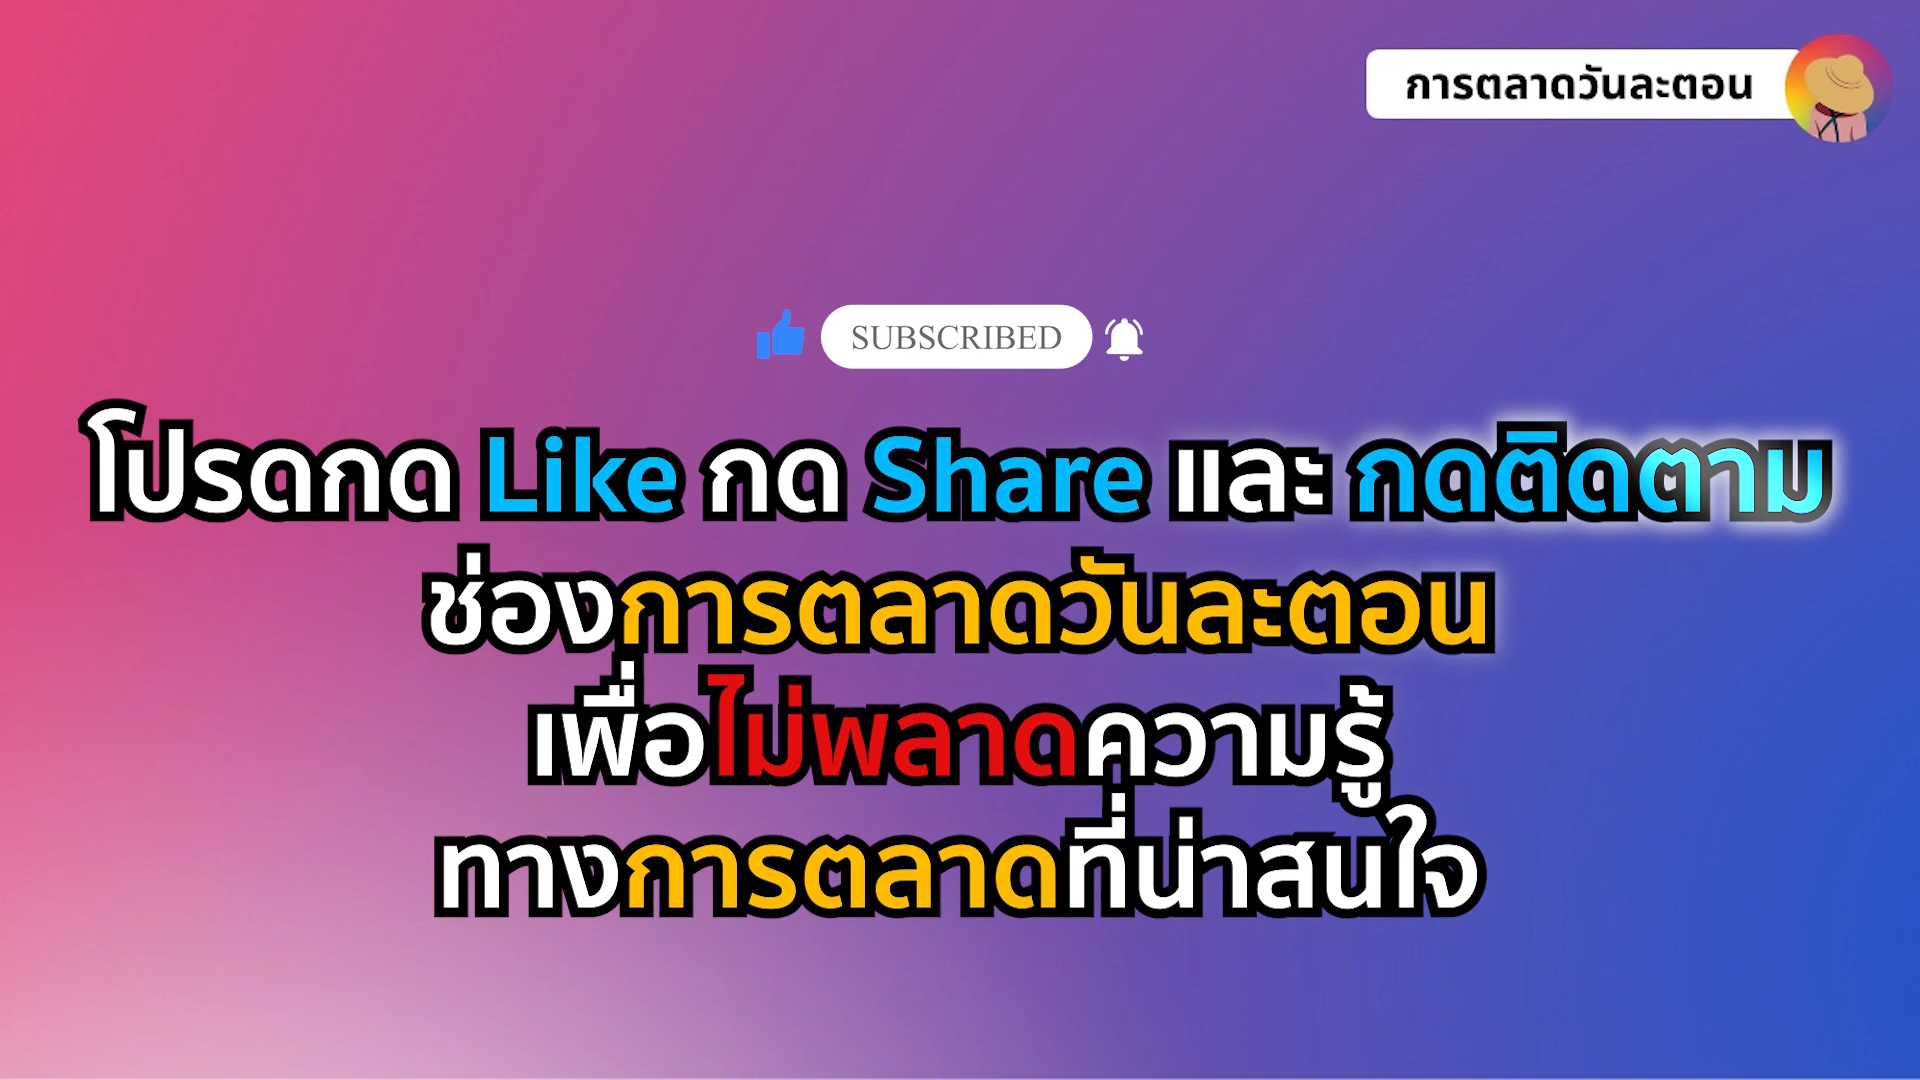 การตลาดวันละตอน
SUBSCRIBED
โปรดกด Like กด Share และ กดติดตาม
ช่องการตลาดวันละตอน
เพื่อไม่พลาดความรู้
ทางการตลาดที่น่าสนใจ